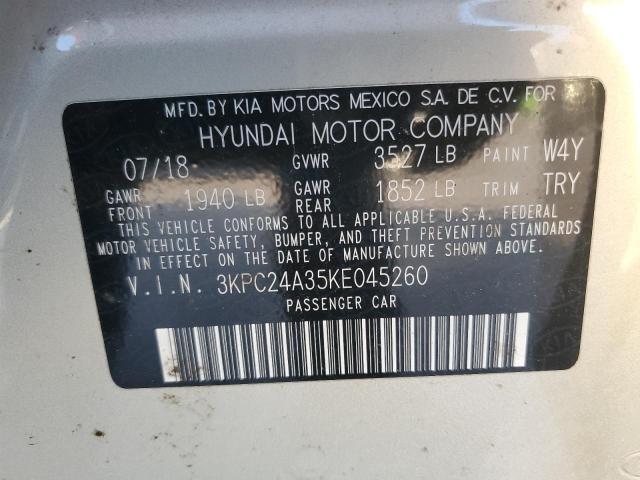 MFD. BY KIA MOTORS MEXICO S.A. DE C.V. FOR
HYUNDAI MOTOR COMPANY
07/18 GVWR 3527 LB PAINT W4Y
GAWR FRONT 1940 LB GAWR REAR 1852 LB TRIM TRY
THIS VEHICLE CONFORMS TO ALL APPLICABLE U.S.A. FEDERAL
MOTOR VEHICLE SAFETY, BUMPER, AND THEFT PREVENTION STANDARDS
IN EFFECT ON THE DATE OF MANUFACTURE SHOWN ABOVE.
V.I.N. 3KPC24A35KE045260
PASSENGER CAR